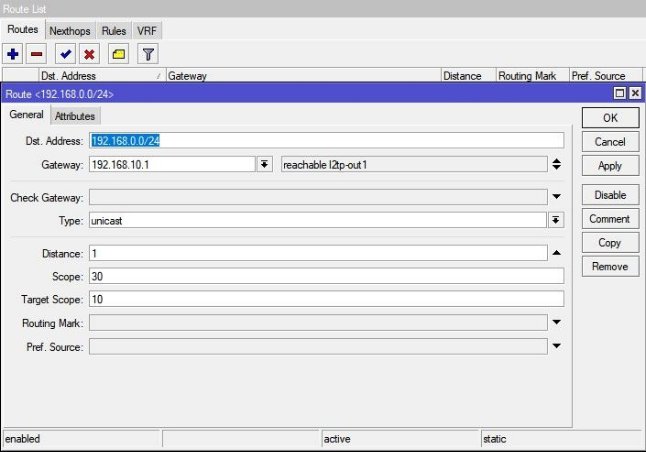 Route List
Routes Nexthops Rules VRF
Dst. Address / Gateway Distance Routing Mark Pref. Source
Route <192.168.0.0/24>
General Attributes OK
Dst. Address: 192.168.0.0/24 Cancel
Gateway: 192.168.10.1 reachable l2tp-out1 Apply
Check Gateway: Disable
Type: unicast Comment
Copy
Distance: 1
Remove
Scope: 30
Target Scope: 10
Routing Mark:
Pref. Source:
enabled active static